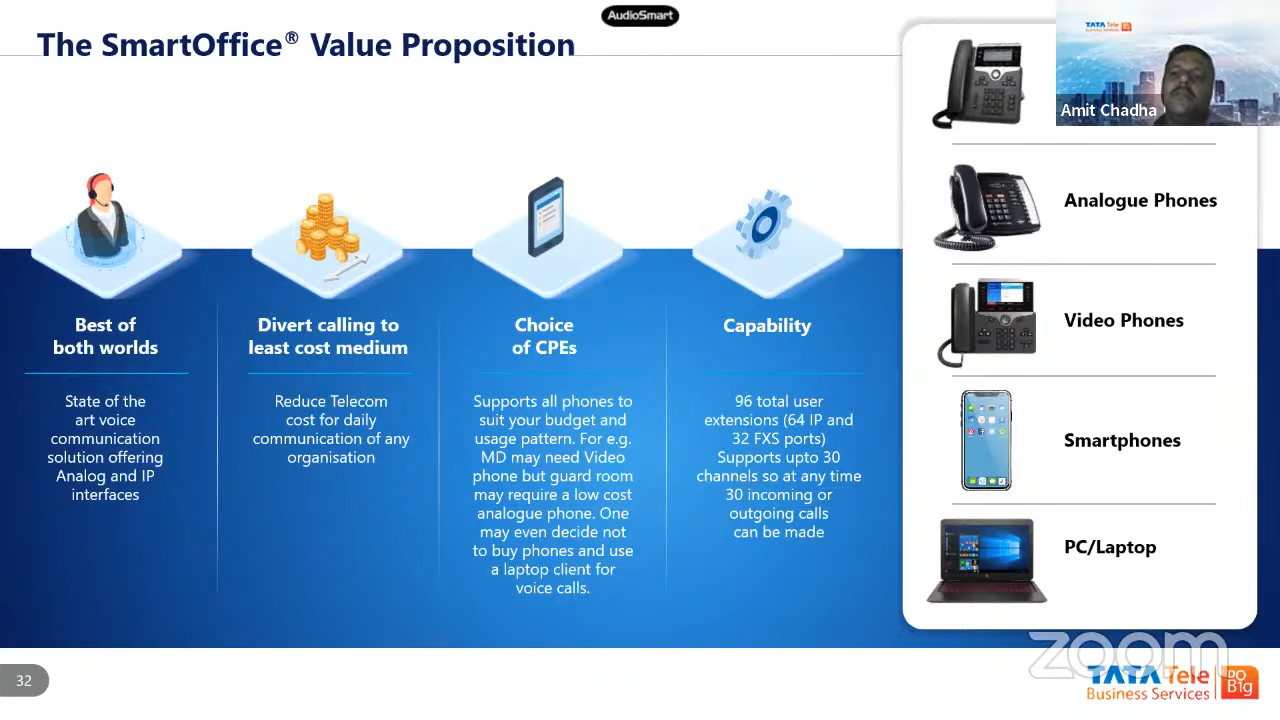 AudioSmart
The SmartOffice® Value Proposition
TATA Tele
Business Services
Amit Chadha
Best of
both worlds
State of the
art voice
communication
solution offering
Analog and IP
interfaces
Divert calling to
least cost medium
Reduce Telecom
cost for daily
communication of any
organisation
Choice
of CPEs
Supports all phones to
suit your budget and
usage pattern. For e.g.
MD may need Video
phone but guard room
may require a low cost
analogue phone. One
may even decide not
to buy phones and use
a laptop client for
voice calls.
Capability
96 total user
extensions (64 IP and
32 FXS ports)
Supports upto 30
channels so at any time
30 incoming or
outgoing calls
can be made
Analogue Phones
Video Phones
Smartphones
PC/Laptop
32
zoom
TATA Tele
Business Services
DO
B1g